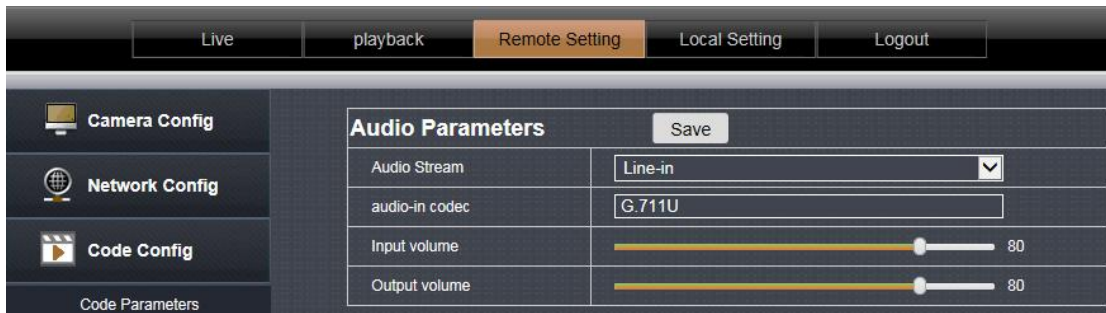 Live playback Remote Setting Local Setting Logout
Camera Config
Network Config
Code Config
Code Parameters
Audio Parameters Save
Audio Stream Line-in
audio-in codec G.711U
Input volume 80
Output volume 80